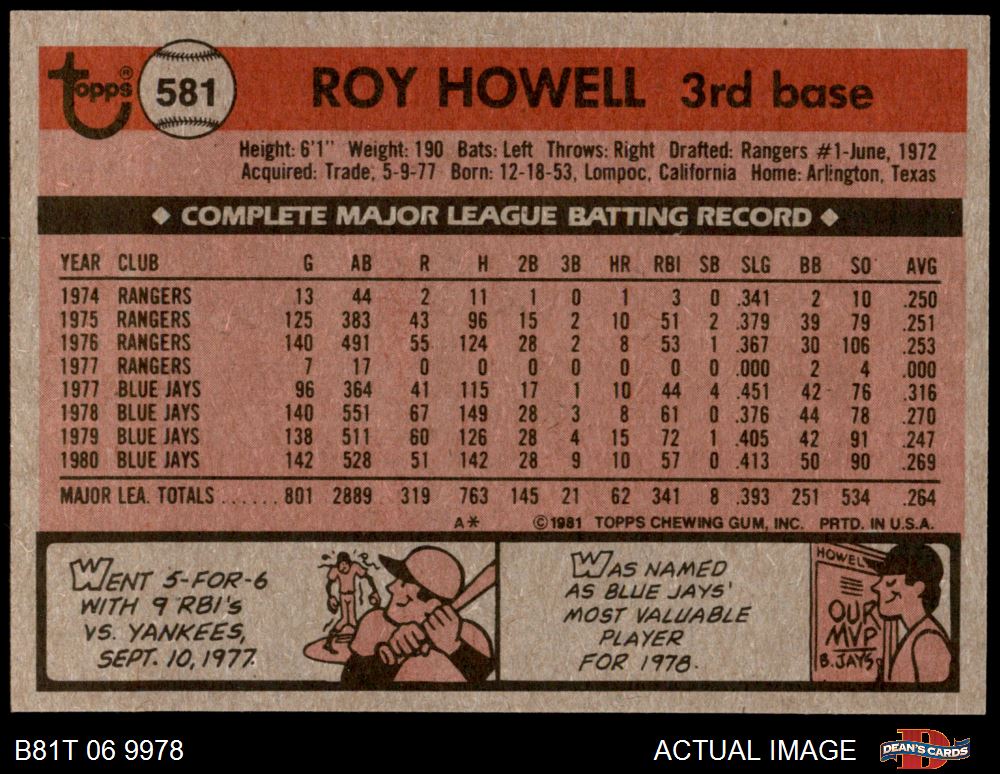 topps® 581 ROY HOWELL 3rd base
Height: 6'1" Weight: 190 Bats: Left Throws: Right Drafted: Rangers #1-June, 1972
Acquired: Trade, 5-9-77 Born: 12-18-53, Lompoc, California Home: Arlington, Texas
◆ COMPLETE MAJOR LEAGUE BATTING RECORD ◆
YEAR CLUB G AB R H 2B 3B HR RBI SB SLG BB SO AVG
1974 RANGERS 13 44 2 11 1 0 1 3 0 .341 2 10 .250
1975 RANGERS 125 383 43 96 15 2 10 51 2 .379 39 79 .251
1976 RANGERS 140 491 55 124 28 2 8 53 1 .367 30 106 .253
1977 RANGERS 7 17 0 0 0 0 0 0 0 .000 2 4 .000
1977 BLUE JAYS 96 364 41 115 17 1 10 44 4 .451 42 76 .316
1978 BLUE JAYS 140 551 67 149 28 3 8 61 0 .376 44 78 .270
1979 BLUE JAYS 138 511 60 126 28 4 15 72 1 .405 42 91 .247
1980 BLUE JAYS 142 528 51 142 28 9 10 57 0 .413 50 90 .269
MAJOR LEA. TOTALS ...... 801 2889 319 763 145 21 62 341 8 .393 251 534 .264
A* ©1981 TOPPS CHEWING GUM, INC. PRTD. IN U.S.A.
WENT 5-FOR-6
WITH 9 RBI'S
VS. YANKEES,
SEPT. 10, 1977.
WAS NAMED
AS BLUE JAYS'
MOST VALUABLE
PLAYER
FOR 1978.
HOWELL
OUR
MVP
B. JAYS
B81T 06 9978 ACTUAL IMAGE DEAN'S CARDS